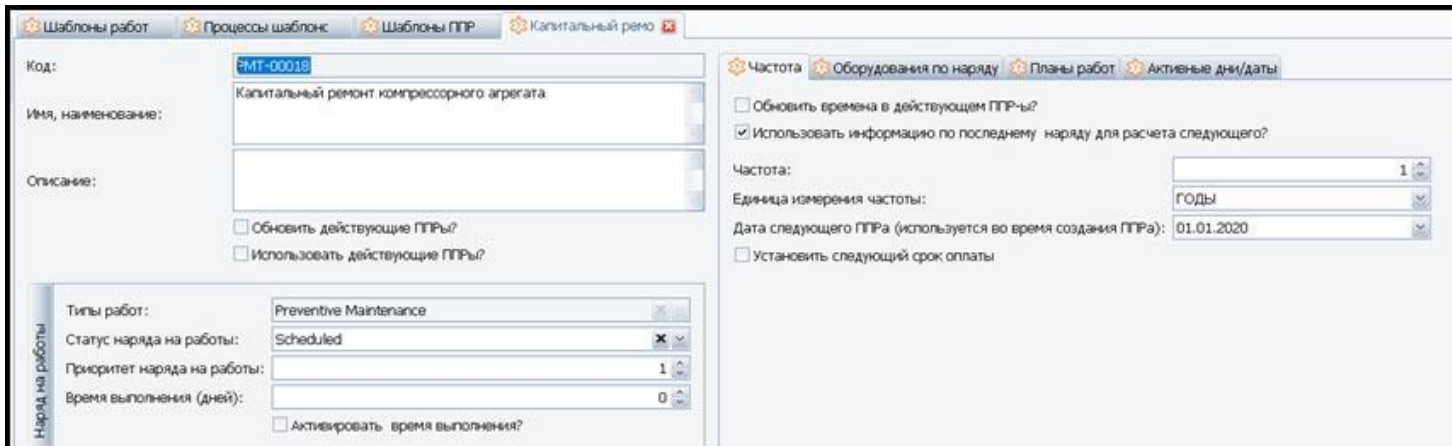 Шаблоны работ
Процессы шаблонс
Шаблоны ППР
Капитальный ремо
Код:
PMT-00018
Имя, наименование:
Капитальный ремонт компрессорного агрегата
Описание:
Обновить действующие ППРы?
Использовать действующие ППРы?
Наряд на работы
Типы работ:
Preventive Maintenance
Статус наряда на работы:
Scheduled
Приоритет наряда на работы:
1
Время выполнения (дней):
0
Активировать время выполнения?
Частота
Оборудования по наряду
Планы работ
Активные дни/даты
Обновить времена в действующем ППР-ы?
Использовать информацию по последнему наряду для расчета следующего?
Частота:
1
Единица измерения частоты:
ГОДЫ
Дата следующего ППРа (используется во время создания ППРа):
01.01.2020
Установить следующий срок оплаты